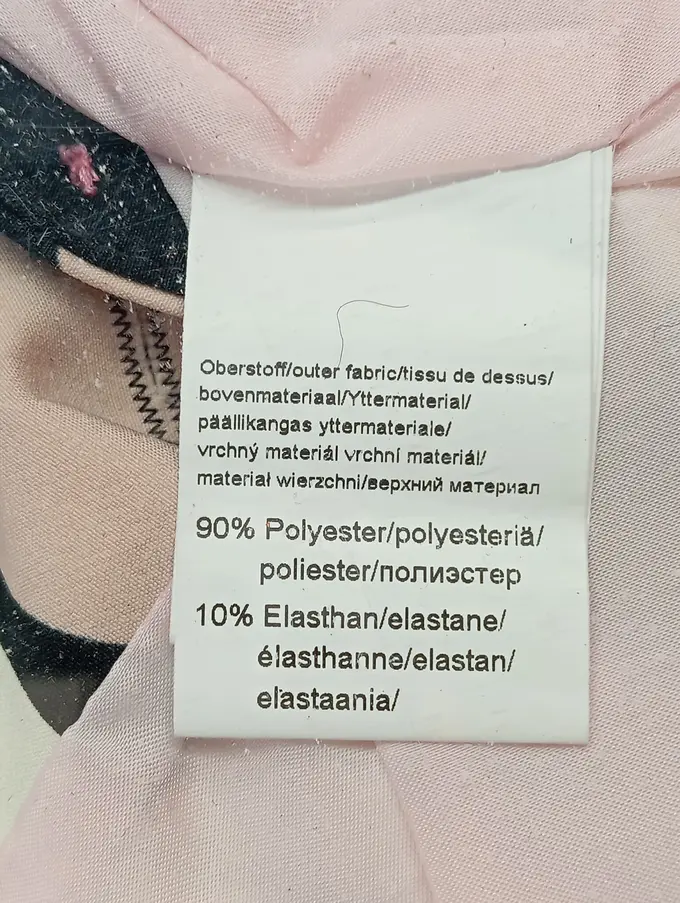 Oberstoff/outer fabric/tissu de dessus/
bovenmateriaal/Yttermaterial/
päällikangas yttermateriale/
vrchný materiál vrchní materiál/
materiał wierzchni/верхний материал
90% Polyester/polyesteriä/
poliester/полиэстер
10% Elasthan/elastane/
élasthanne/elastan/
elastaania/